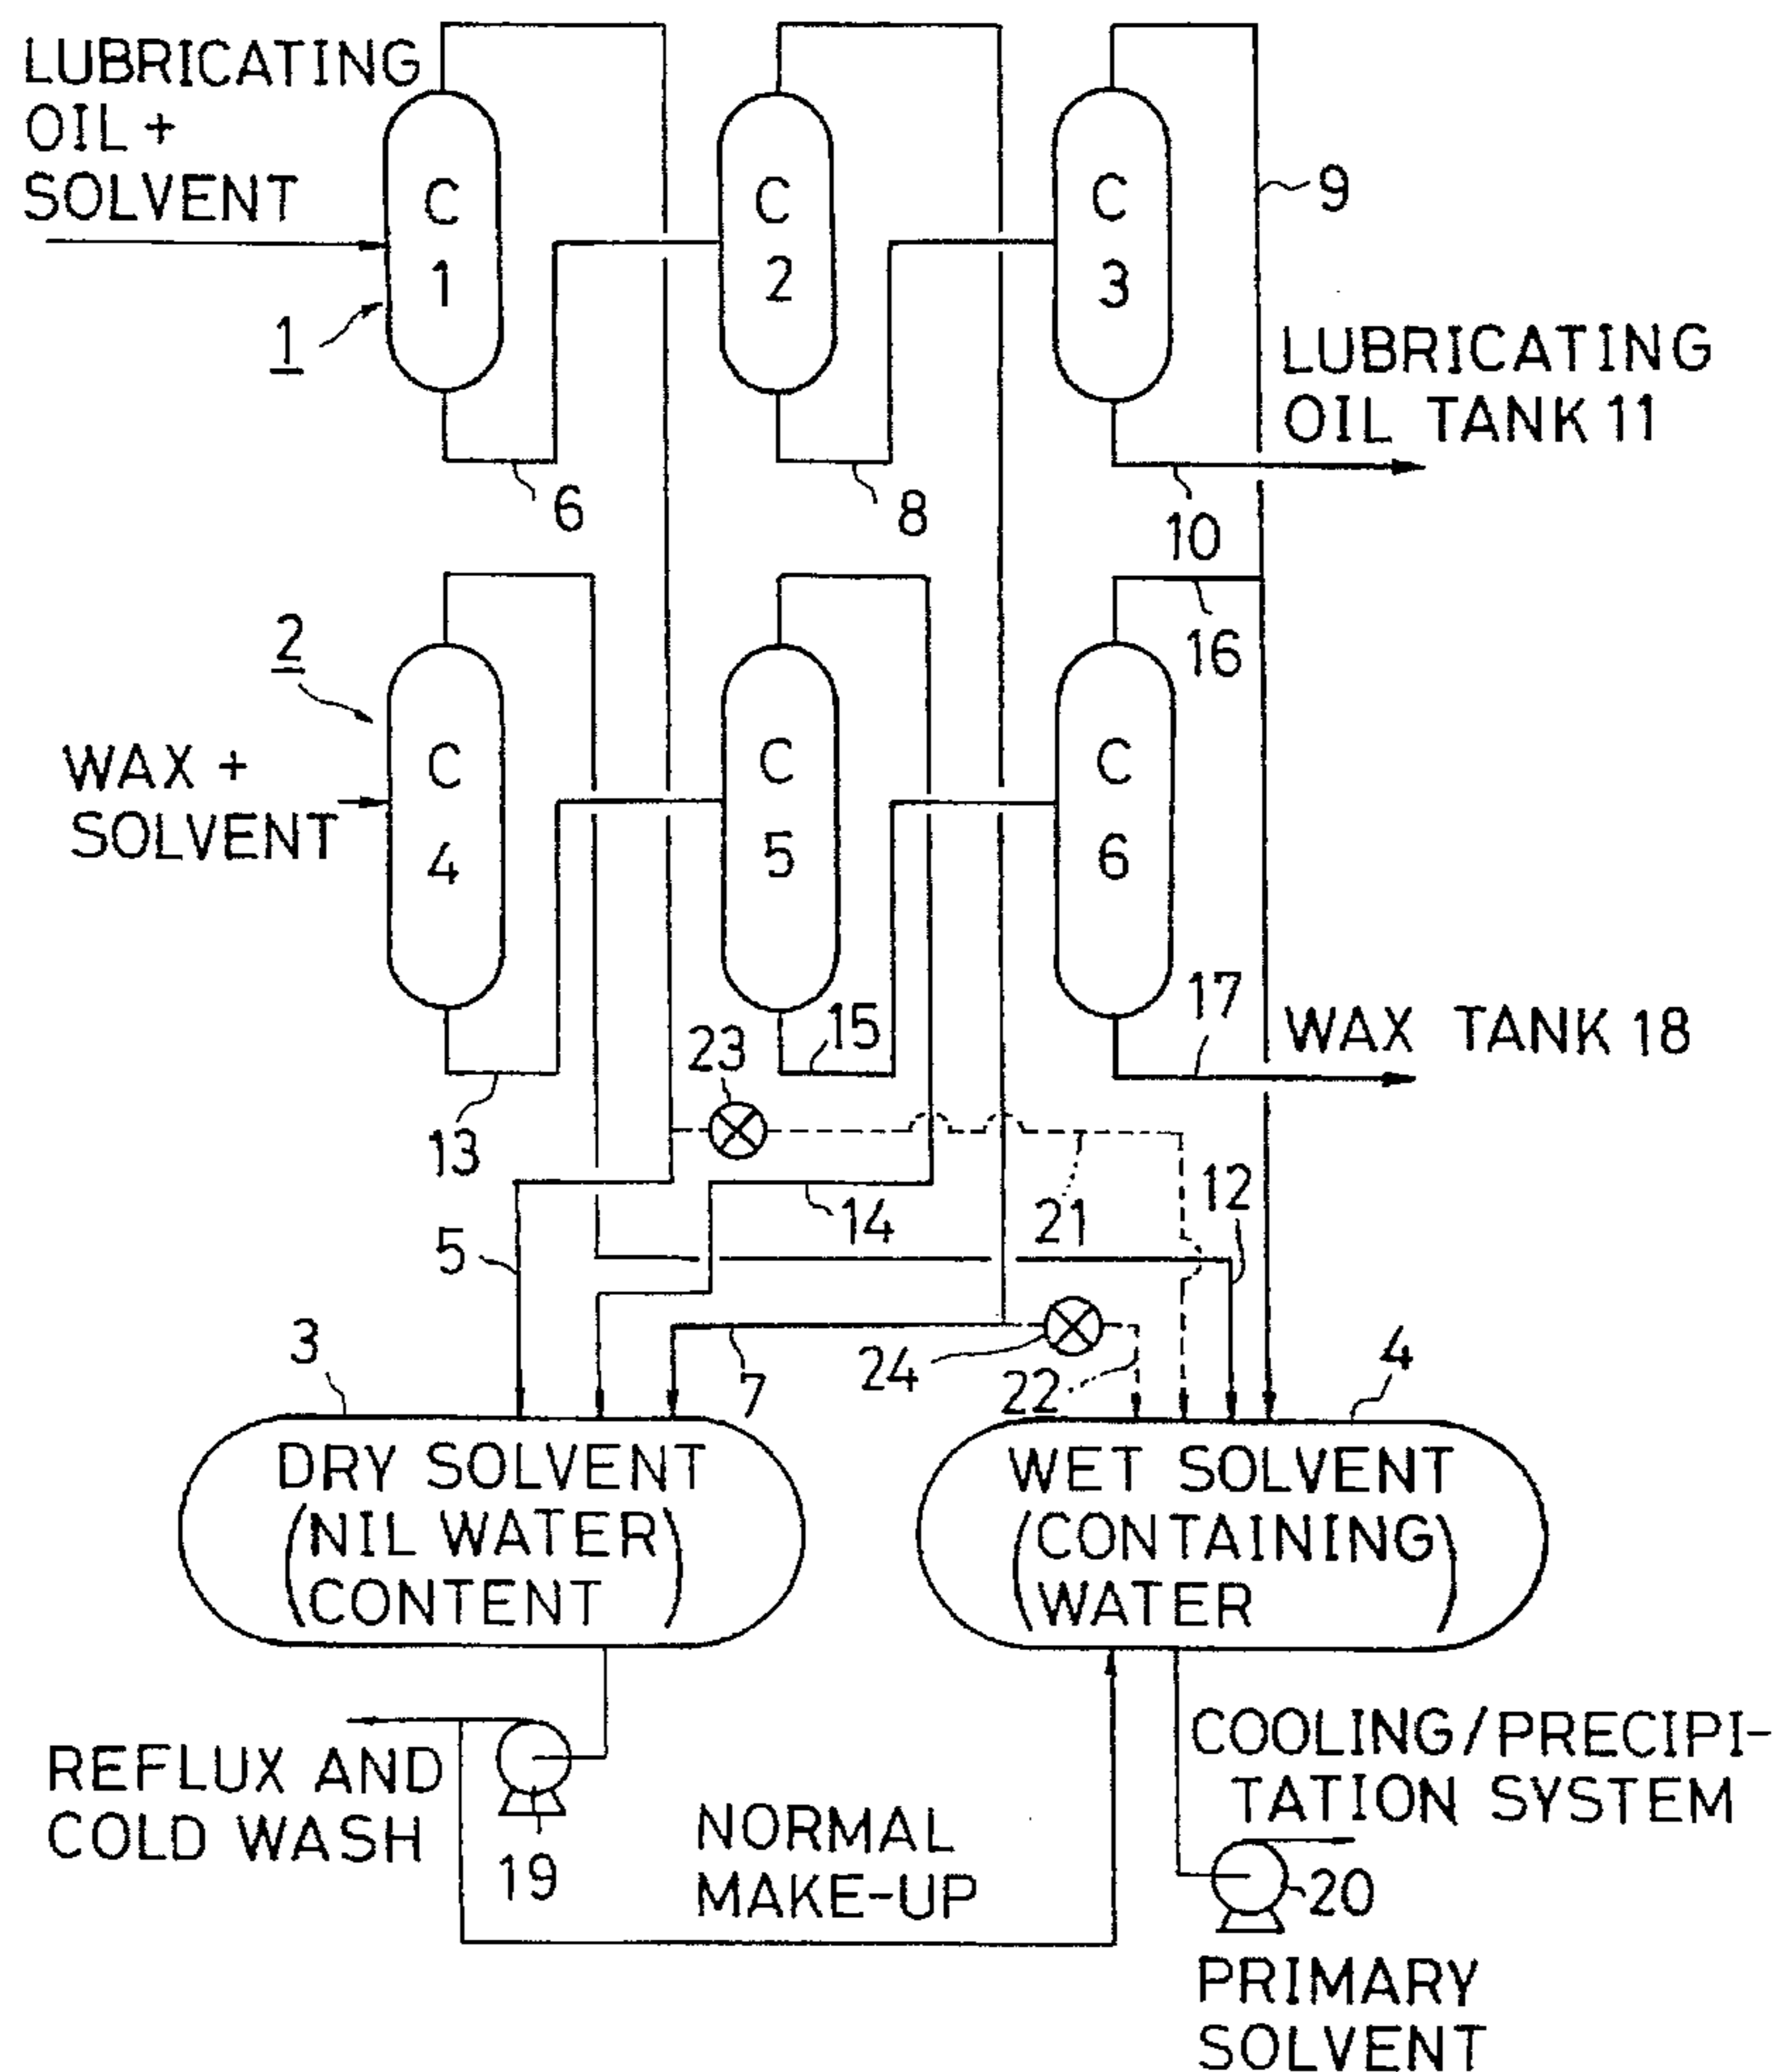 LUBRICATING
OIL +
SOLVENT
C
1
C
2
C
3
9
1
LUBRICATING
OIL TANK 11
6
8
10
16
2
WAX +
SOLVENT
C
4
C
5
C
6
17
WAX TANK 18
15
23
13
14
21
12
5
3
7
24
22
4
DRY SOLVENT
(NIL WATER)
(CONTENT)
WET SOLVENT
(CONTAINING)
(WATER)
REFLUX AND
COLD WASH
19
NORMAL
MAKE-UP
COOLING/PRECIPI-
TATION SYSTEM
20
PRIMARY
SOLVENT